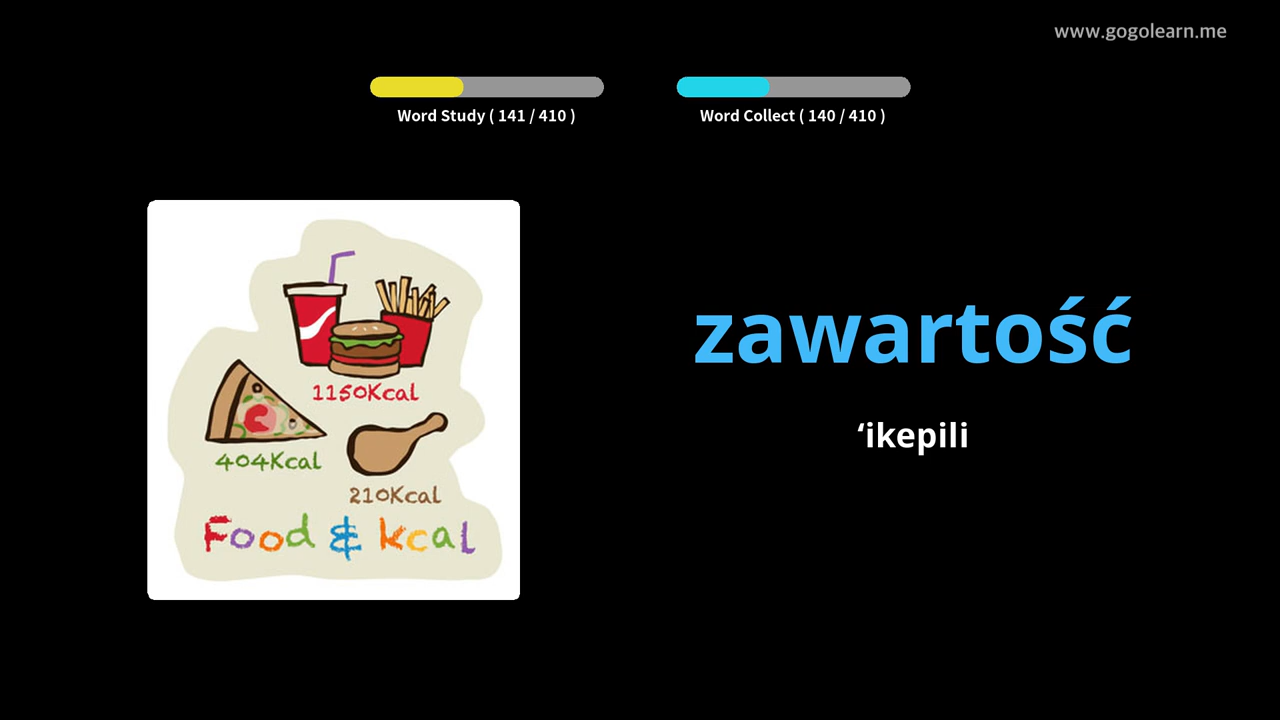 www.gogolearn.me
Word Study ( 141 / 410 )
Word Collect ( 140 / 410 )
1150Kcal
404Kcal
210Kcal
Food & kcal
zawartość
ʻikepili